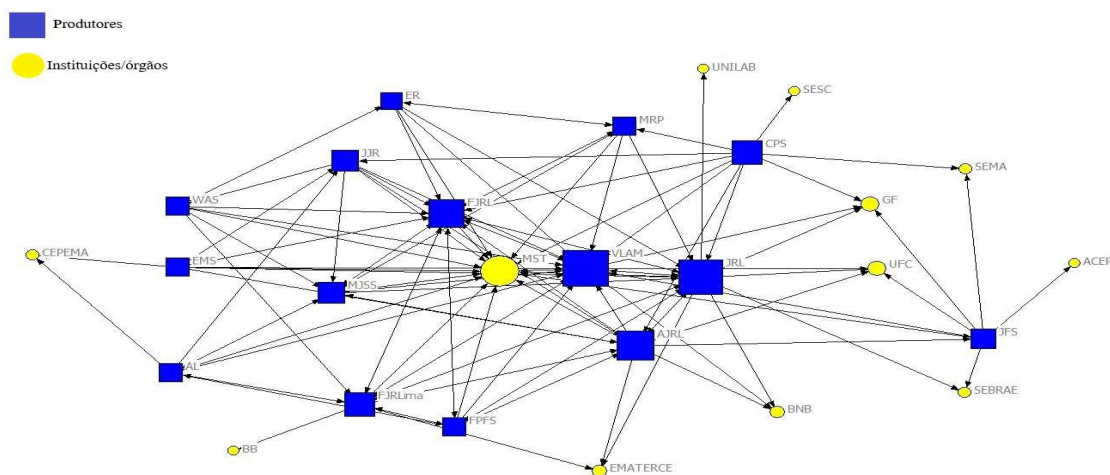 Produtores
Instituições/órgãos
UNILAB
SESC
ER
MRP
CPS
JJR
SEMA
WAS
FJRL
GF
CEPEMA
EMS
MST
VLAM
JRL
UFC
ACEP
MJSS
AJRL
JFS
AL
FJRLima
SEBRAE
FPFS
BNB
BB
EMATERCE